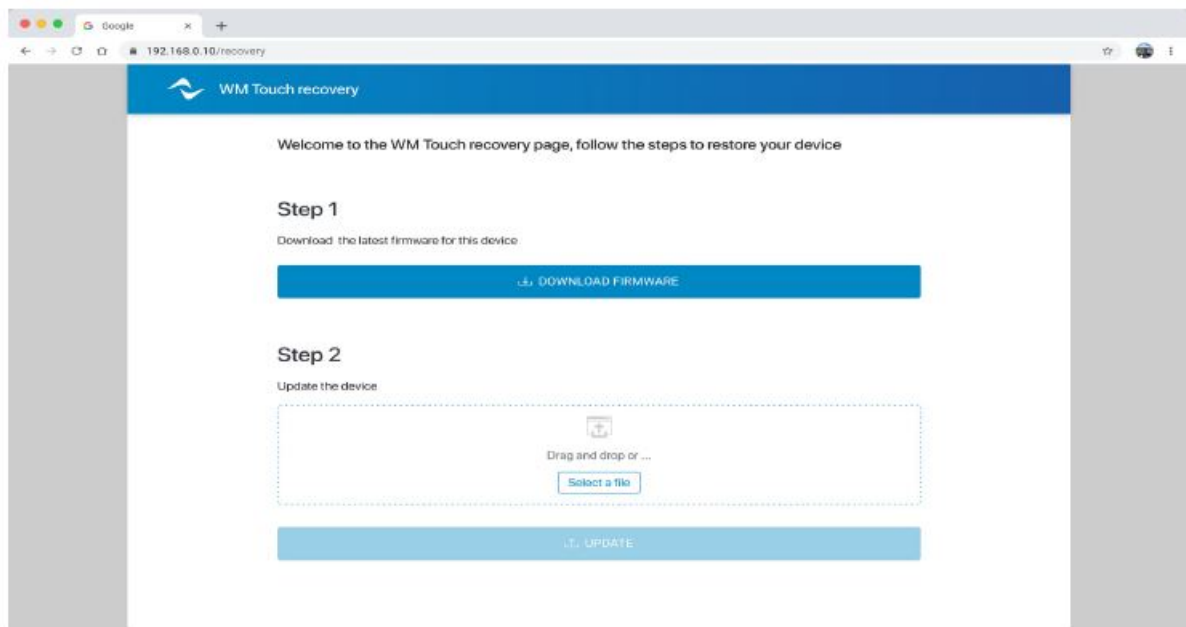 Google
192.168.0.10/recovery
WM Touch recovery
Welcome to the WM Touch recovery page, follow the steps to restore your device
Step 1
Download the latest firmware for this device
DOWNLOAD FIRMWARE
Step 2
Update the device
Drag and drop or ...
Select a file
UPDATE